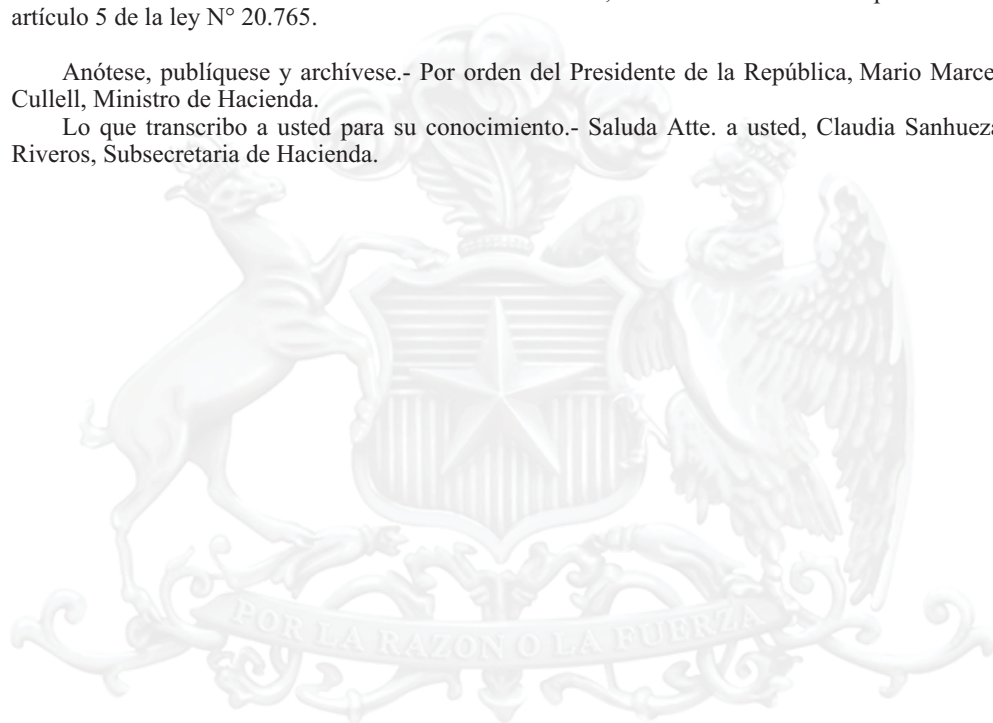 artículo 5 de la ley N° 20.765.
Anótese, publíquese y archívese.- Por orden del Presidente de la República, Mario Marce
Cullell, Ministro de Hacienda.
Lo que transcribo a usted para su conocimiento.- Saluda Atte. a usted, Claudia Sanhueza
Riveros, Subsecretaria de Hacienda.
POR LA RAZON O LA FUERZA